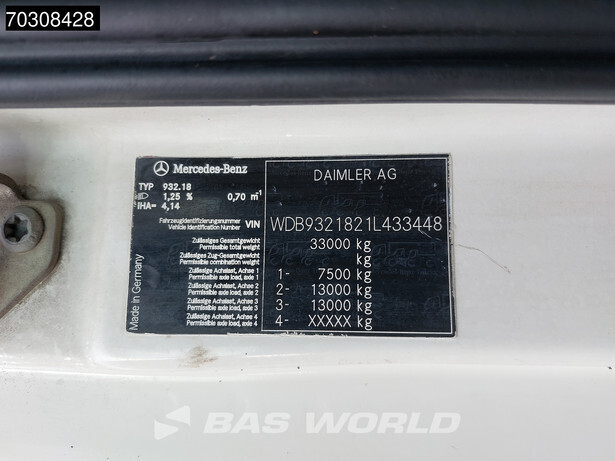 70308428
Mercedes-Benz
DAIMLER AG
TYP 932.18
1,25 % 0,70 m⁻¹
IHA= 4,14
Fahrzeugidentifizierungsnummer
Vehicle Identification Number VIN WDB9321821L433448
Zulässiges Gesamtgewicht
Permissible total weight 33000 kg
Zulässiges Zug-Gesamtgewicht
Permissible combination weight kg
Zulässige Achslast, Achse 1
Permissible axle load, axle 1 1- 7500 kg
Zulässige Achslast, Achse 2
Permissible axle load, axle 2 2- 13000 kg
Zulässige Achslast, Achse 3
Permissible axle load, axle 3 3- 13000 kg
Zulässige Achslast, Achse 4
Permissible axle load, axle 4 4- XXXXX kg
Made in Germany
BAS WORLD